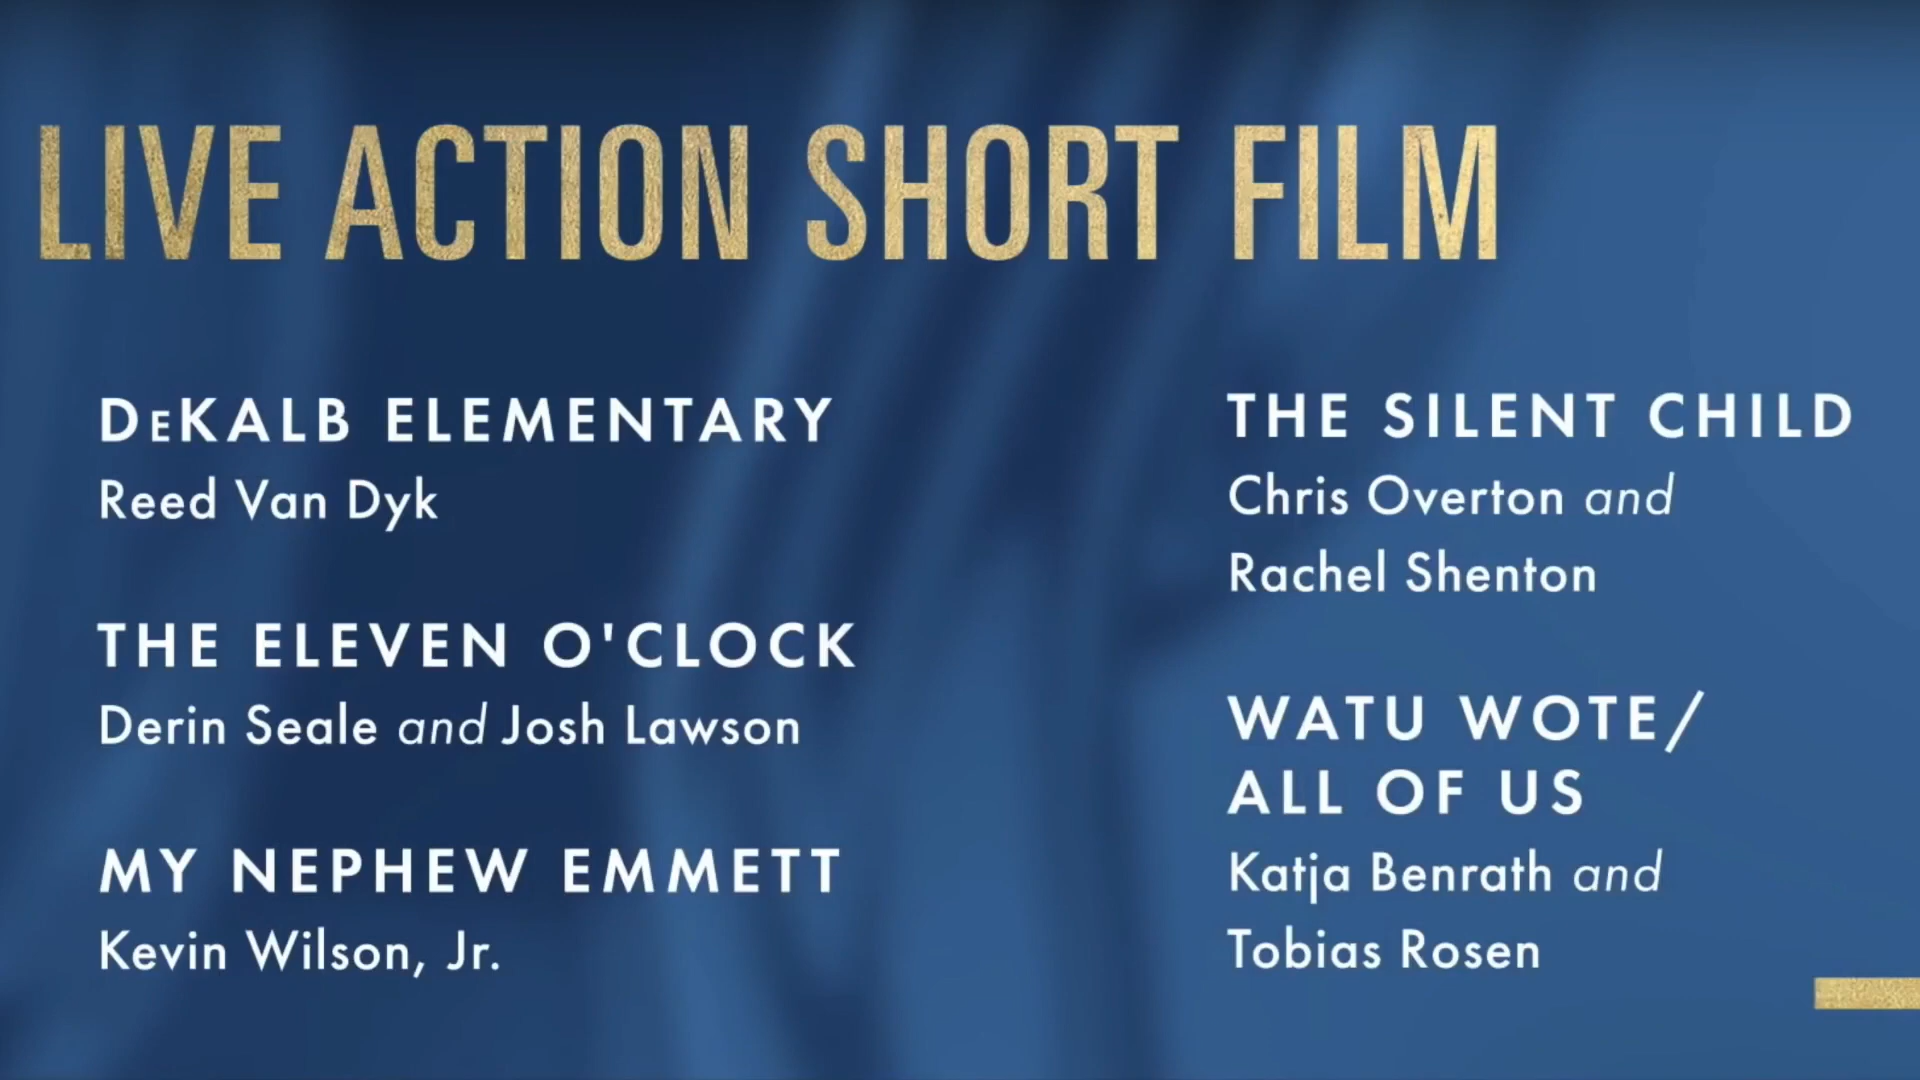 LIVE ACTION SHORT FILM
DeKALB ELEMENTARY
Reed Van Dyk
THE ELEVEN O'CLOCK
Derin Seale and Josh Lawson
MY NEPHEW EMMETT
Kevin Wilson, Jr.
THE SILENT CHILD
Chris Overton and
Rachel Shenton
WATU WOTE/
ALL OF US
Katja Benrath and
Tobias Rosen